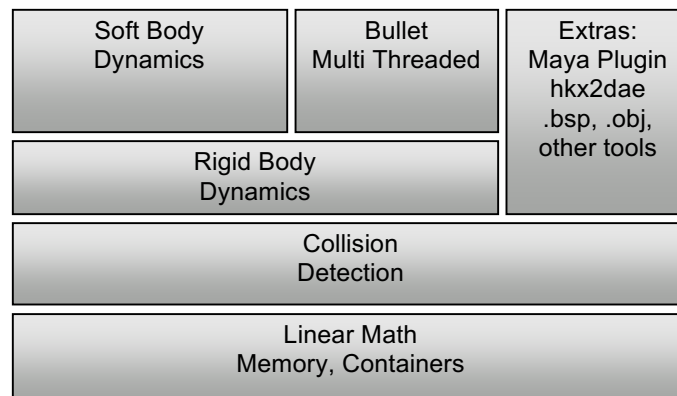 Soft Body
Dynamics
Bullet
Multi Threaded
Extras:
Maya Plugin
hkx2dae
.bsp, .obj,
other tools
Rigid Body
Dynamics
Collision
Detection
Linear Math
Memory, Containers